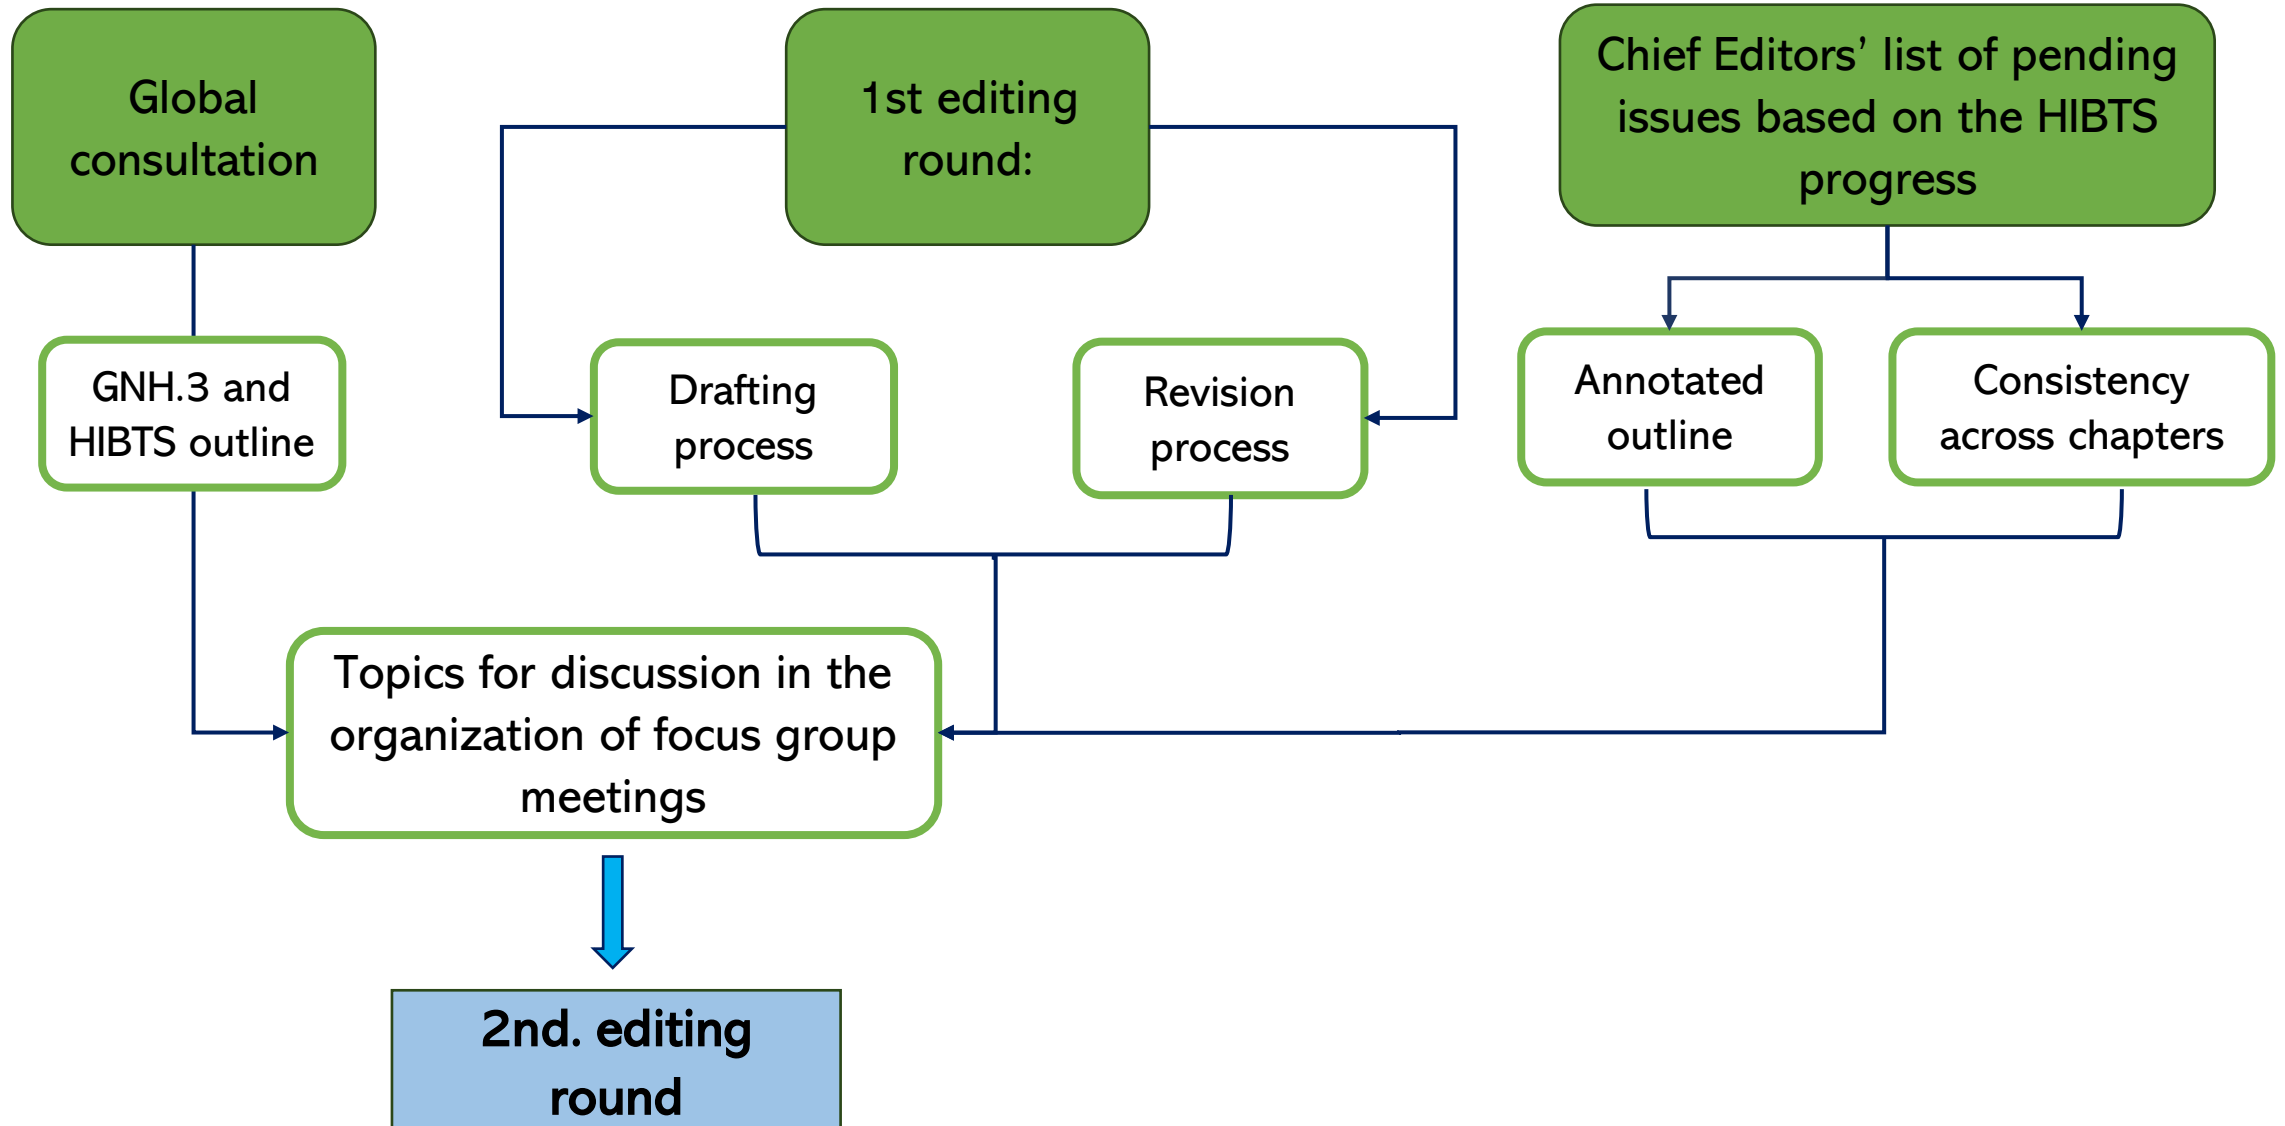 Global
consultation
1st editing
round:
Chief Editors’ list of pending
issues based on the HIBTS
progress
GNH.3 and
HIBTS outline
Drafting
process
Revision
process
Annotated
outline
Consistency
across chapters
Topics for discussion in the
organization of focus group
meetings
2nd. editing
round